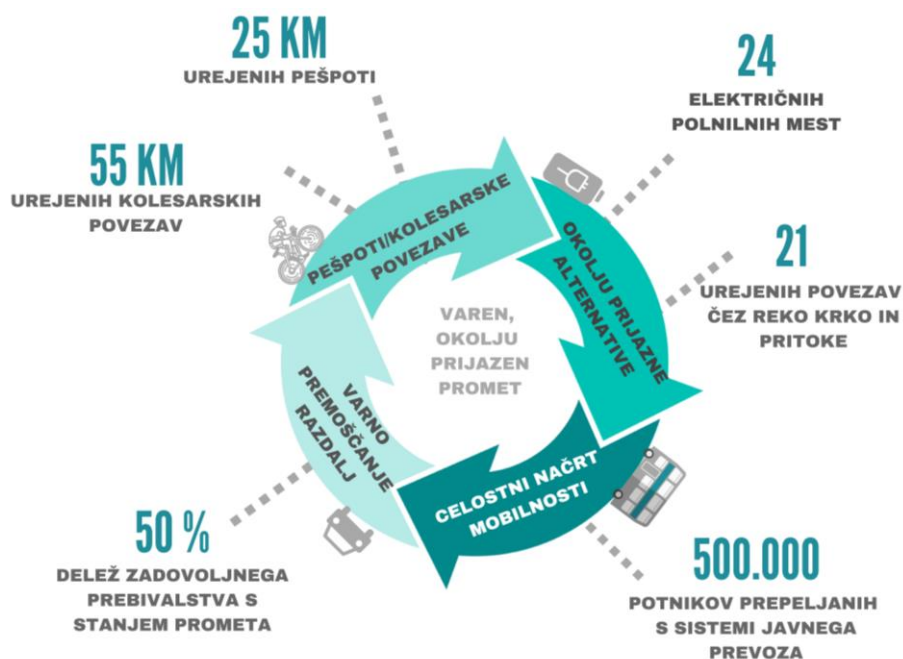 25 KM
UREJENIH PEŠPOTI
24
ELEKTRIČNIH
POLNILNIH MEST
55 KM
UREJENIH KOLESARSKIH
POVEZAV
PEŠPOTI/KOLESARSKE
POVEZAVE
OKOLJU PRIJAZNE
ALTERNATIVE
21
UREJENIH POVEZAV
ČEZ REKO KRKO IN
PRITOKE
VAREN,
OKOLJU
PRIJAZEN
PROMET
VARNO
PREMOŠČANJE
RAZDALJ
CELOSTNI NAČRT
MOBILNOSTI
50 %
DELEŽ ZADOVOLJNEGA
PREBIVALSTVA S
STANJEM PROMETA
500.000
POTNIKOV PREPELJANIH
S SISTEMI JAVNEGA
PREVOZA